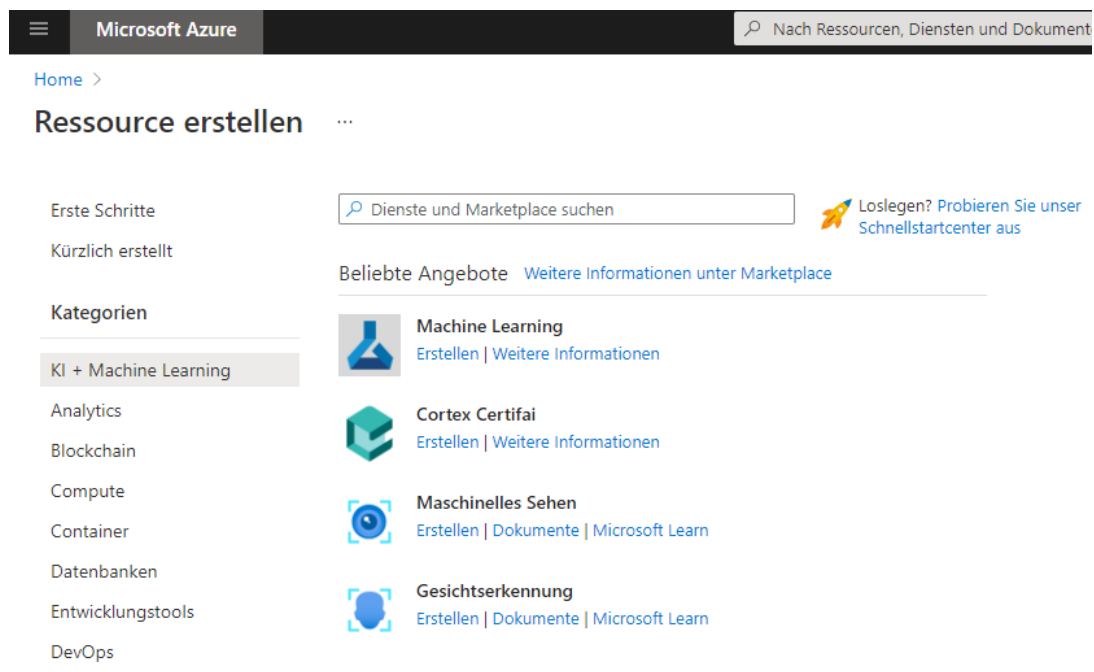 Microsoft Azure
Nach Ressourcen, Diensten und Dokument
Home >
Ressource erstellen ...
Erste Schritte
Kürzlich erstellt
Kategorien
KI + Machine Learning
Analytics
Blockchain
Compute
Container
Datenbanken
Entwicklungstools
DevOps
Dienste und Marketplace suchen
Loslegen? Probieren Sie unser
Schnellstartcenter aus
Beliebte Angebote Weitere Informationen unter Marketplace
Machine Learning
Erstellen | Weitere Informationen
Cortex Certifai
Erstellen | Weitere Informationen
Maschinelles Sehen
Erstellen | Dokumente | Microsoft Learn
Gesichtserkennung
Erstellen | Dokumente | Microsoft Learn